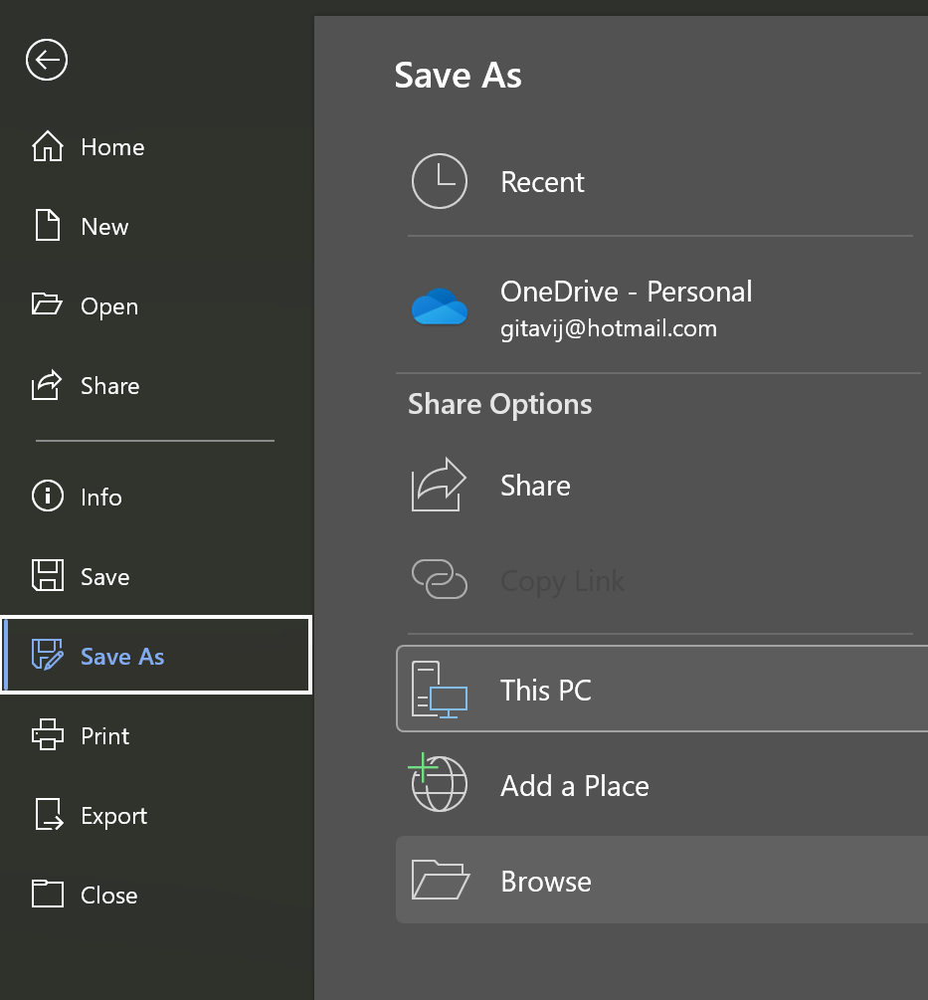 Home
New
Open
Share
Info
Save
Save As
Print
Export
Close
Save As
Recent
OneDrive - Personal
gitavij@hotmail.com
Share Options
Share
Copy Link
This PC
Add a Place
Browse